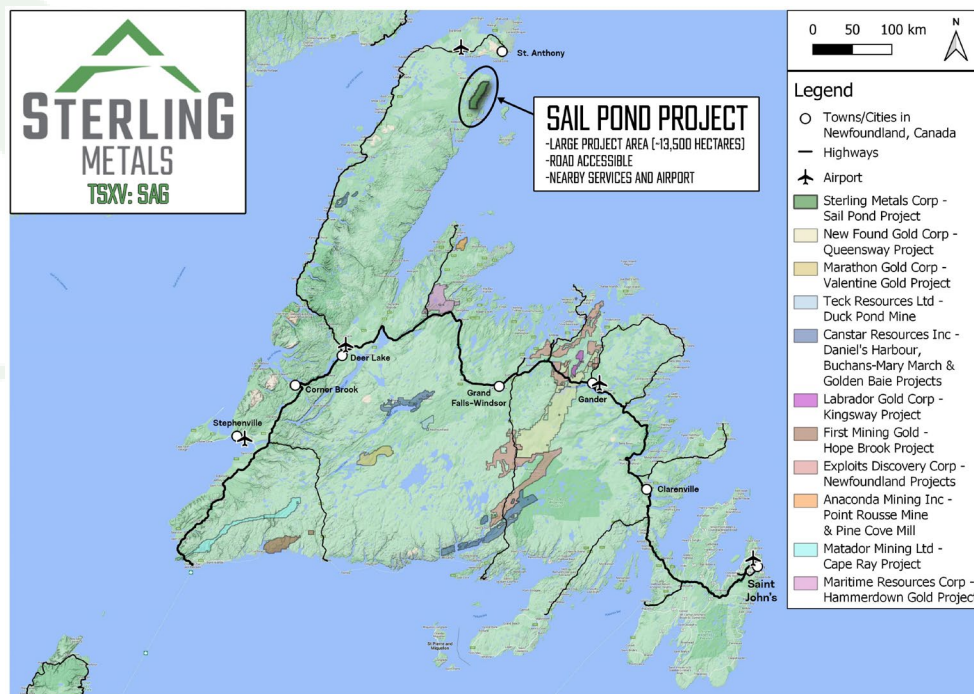 STERLING
METALS
TSXV: SAG
St. Anthony
SAIL POND PROJECT
-LARGE PROJECT AREA (~13,500 HECTARES)
-ROAD ACCESSIBLE
-NEARBY SERVICES AND AIRPORT
Deer Lake
Corner Brook
Grand
Falls-Windsor
Gander
Stephenville
Clarenville
Saint
John's
0 50 100 km
N
Legend
Towns/Cities in
Newfoundland, Canada
Highways
Airport
Sterling Metals Corp -
Sail Pond Project
New Found Gold Corp -
Queensway Project
Marathon Gold Corp -
Valentine Gold Project
Teck Resources Ltd -
Duck Pond Mine
Canstar Resources Inc -
Daniel's Harbour,
Buchans-Mary March &
Golden Baie Projects
Labrador Gold Corp -
Kingsway Project
First Mining Gold -
Hope Brook Project
Exploits Discovery Corp -
Newfoundland Projects
Anaconda Mining Inc -
Point Rousse Mine
& Pine Cove Mill
Matador Mining Ltd -
Cape Ray Project
Maritime Resources Corp -
Hammerdown Gold Project